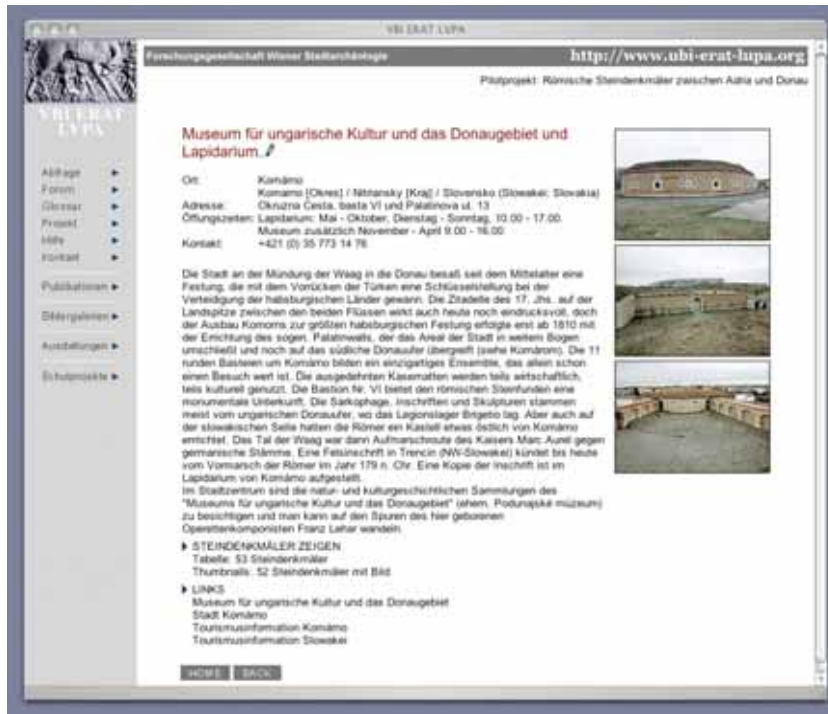 VBI ERAT LVPA
Forschungsgesellschaft Wiener Stadtarchäologie
http://www.ubi-erat-lupa.org
Pilotprojekt: Römische Steindenkmäler zwischen Adria und Donau
VBI ERAT
LVPA
Abfrage
Forum
Glossar
Projekt
Hilfe
Kontakt
Publikationen
Bildergalerien
Ausstellungen
Schulprojekte
Museum für ungarische Kultur und das Donaugebiet und
Lapidarium.
Ort: Komárno
Komarno [Okres] / Nitriansky [Kraj] / Slovensko (Slowakei; Slovakia)
Adresse: Okruzna Cesta, basta VI und Palatinova ul. 13
Öffungszeiten: Lapidarium: Mai - Oktober, Dienstag - Sonntag, 10.00 - 17.00.
Museum zusätzlich November - April 9.00 - 16.00
Kontakt: +421 (0) 35 773 14 76
Die Stadt an der Mündung der Waag in die Donau besaß seit dem Mittelalter eine
Festung, die mit dem Vorrücken der Türken eine Schlüsselstellung bei der
Verteidigung der habsburgischen Länder gewann. Die Zitadelle des 17. Jhs. auf der
Landspitze zwischen den beiden Flüssen wirkt auch heute noch eindrucksvoll, doch
der Ausbau Komorns zur größten habsburgischen Festung erfolgte erst ab 1810 mit
der Errichtung des sogen. Palatinwalls, der das Areal der Stadt in weitem Bogen
umschließt und noch auf das südliche Donauufer übergreift (siehe Komárom). Die 11
runden Basteien um Komárno bilden ein einzigartiges Ensemble, das allein schon
einen Besuch wert ist. Die ausgedehnten Kasematten werden teils wirtschaftlich,
teils kulturell genutzt. Die Bastion Nr. VI bietet den römischen Steinfunden eine
monumentale Unterkunft. Die Sarkophage, Inschriften und Skulpturen stammen
meist vom ungarischen Donauufer, wo das Legionslager Brigetio lag. Aber auch auf
der slowakischen Seite hatten die Römer ein Kastell etwas östlich von Komárno
errichtet. Das Tal der Waag war dann Aufmarschroute des Kaisers Marc Aurel gegen
germanische Stämme. Eine Felsinschrift in Trencin (NW-Slowakei) kündet bis heute
vom Vormarsch der Römer im Jahr 179 n. Chr. Eine Kopie der Inschrift ist im
Lapidarium von Komárno aufgestellt.
Im Stadtzentrum sind die natur- und kulturgeschichtlichen Sammlungen des
"Museums für ungarische Kultur und das Donaugebiet" (ehem. Podunajské múzeum)
zu besichtigen und man kann auf den Spuren des hier geborenen
Operettenkomponisten Franz Lehar wandeln.
STEINDENKMÄLER ZEIGEN
Tabelle: 53 Steindenkmäler
Thumbnails: 52 Steindenkmäler mit Bild
LINKS
Museum für ungarische Kultur und das Donaugebiet
Stadt Komárno
Tourismusinformation Komárno
Tourismusinformation Slowakei
HOME BACK